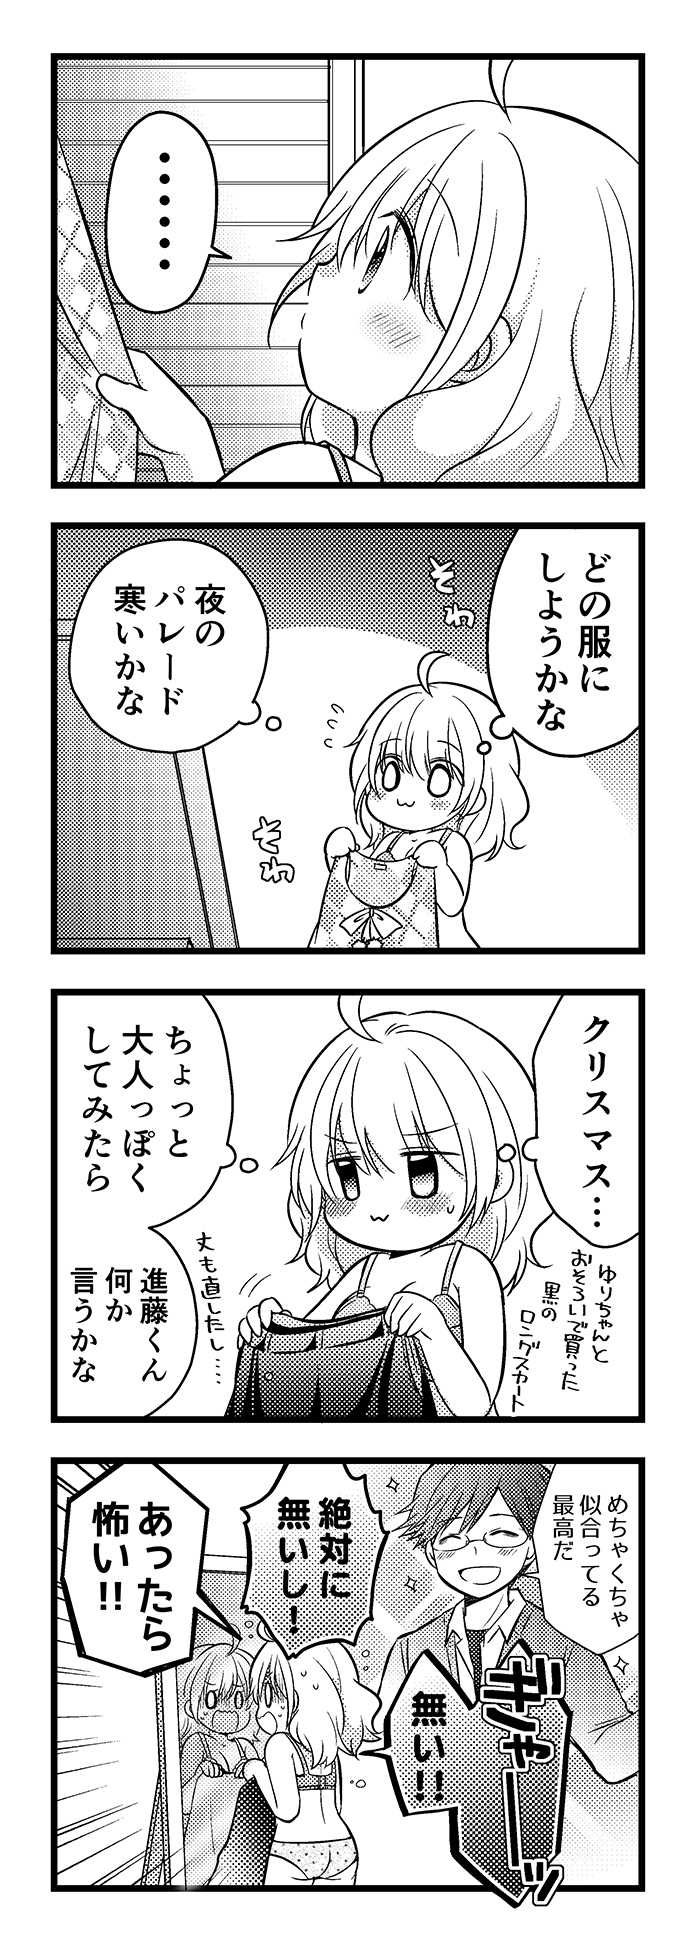 ・・・・・・
どの服に
しようかな
そわ
夜の
パレード
寒いかな
そわ
クリスマス…
ゆりちゃんと
おそろいで買った
黒の
ロングスカート
ちょっと
大人っぽく
してみたら
丈も直したし……
進藤くん
何か
言うかな
めちゃくちゃ
似合ってる
最高だ
キャーッ
無い!!
絶対に
無いし!
あったら
怖い!!